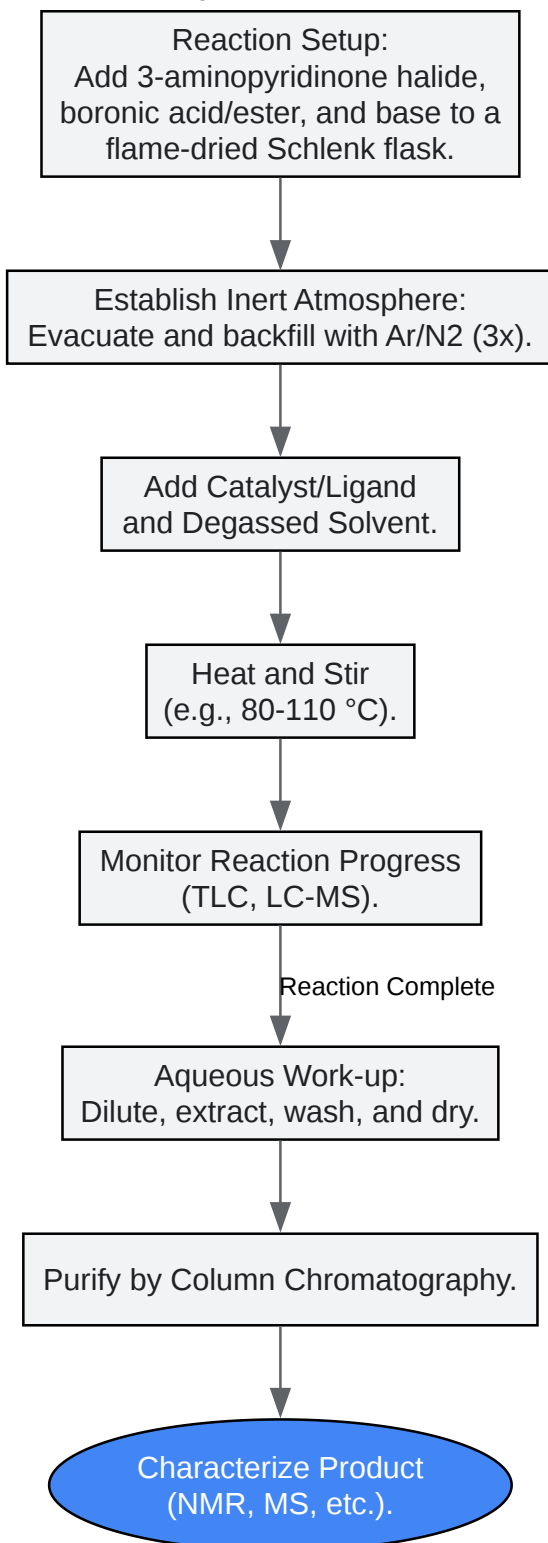 Reaction Setup:
Add 3-aminopyridinone halide,
boronic acid/ester, and base to a
flame-dried Schlenk flask.
Establish Inert Atmosphere:
Evacuate and backfill with Ar/N2 (3x).
Add Catalyst/Ligand
and Degassed Solvent.
Heat and Stir
(e.g., 80-110 °C).
Monitor Reaction Progress
(TLC, LC-MS).
Reaction Complete
Aqueous Work-up:
Dilute, extract, wash, and dry.
Purify by Column Chromatography.
Characterize Product
(NMR, MS, etc.).